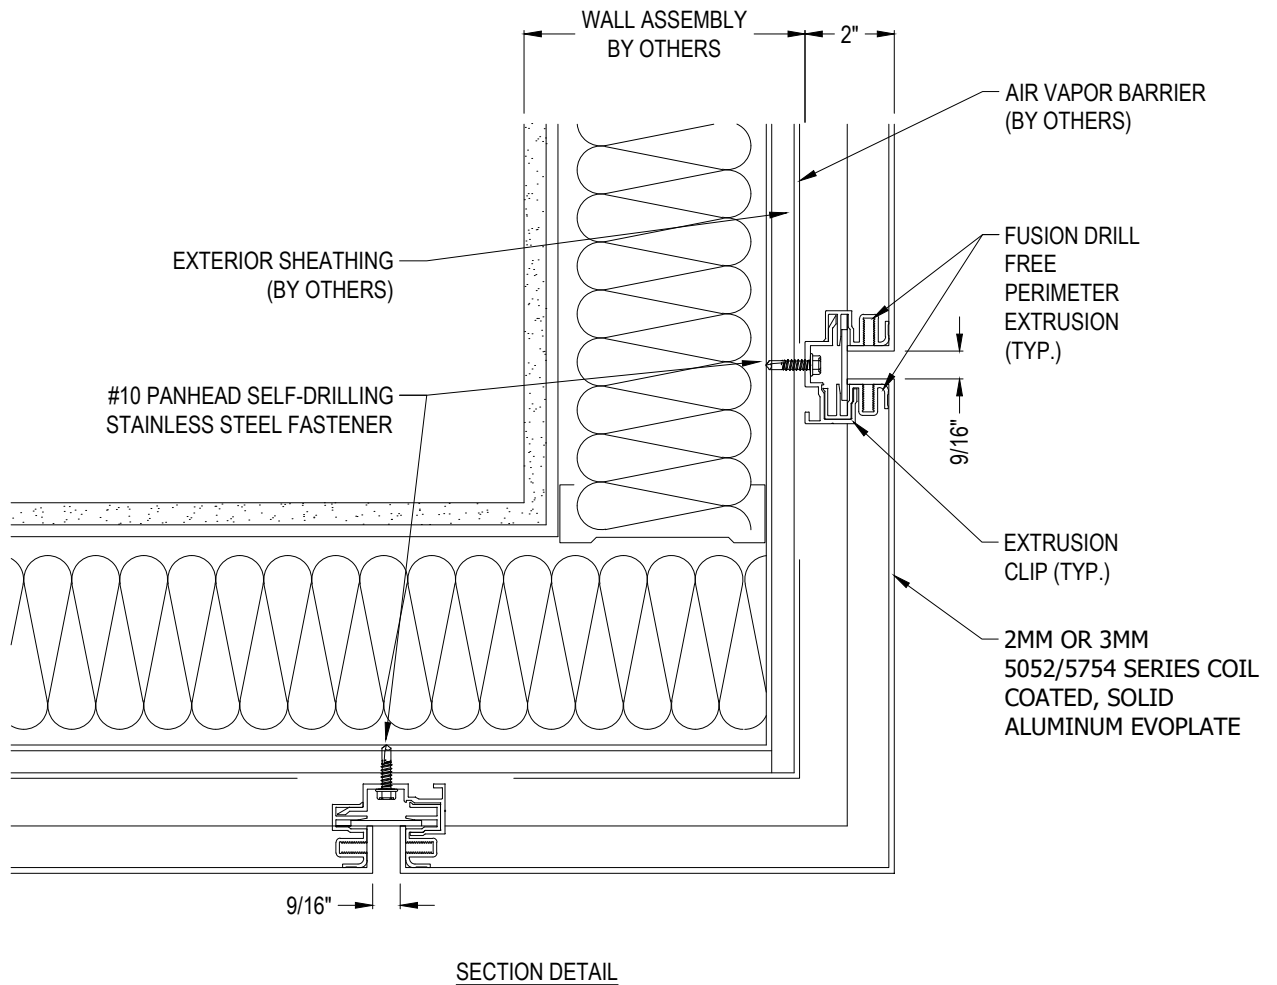 WALL ASSEMBLY
BY OTHERS
2"
AIR VAPOR BARRIER
(BY OTHERS)
EXTERIOR SHEATHING
(BY OTHERS)
FUSION DRILL
FREE
PERIMETER
EXTRUSION
(TYP.)
#10 PANHEAD SELF-DRILLING
STAINLESS STEEL FASTENER
9/16"
EXTRUSION
CLIP (TYP.)
2MM OR 3MM
5052/5754 SERIES COIL
COATED, SOLID
ALUMINUM EVOPLATE
9/16"
SECTION DETAIL